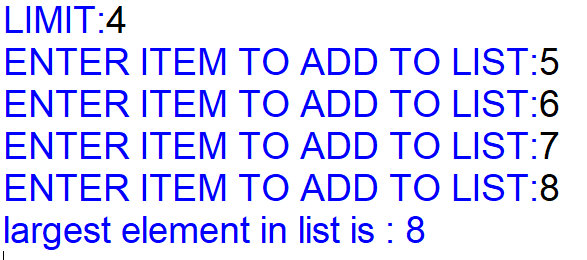 LIMIT:4
ENTER ITEM TO ADD TO LIST:5
ENTER ITEM TO ADD TO LIST:6
ENTER ITEM TO ADD TO LIST:7
ENTER ITEM TO ADD TO LIST:8
largest element in list is : 8